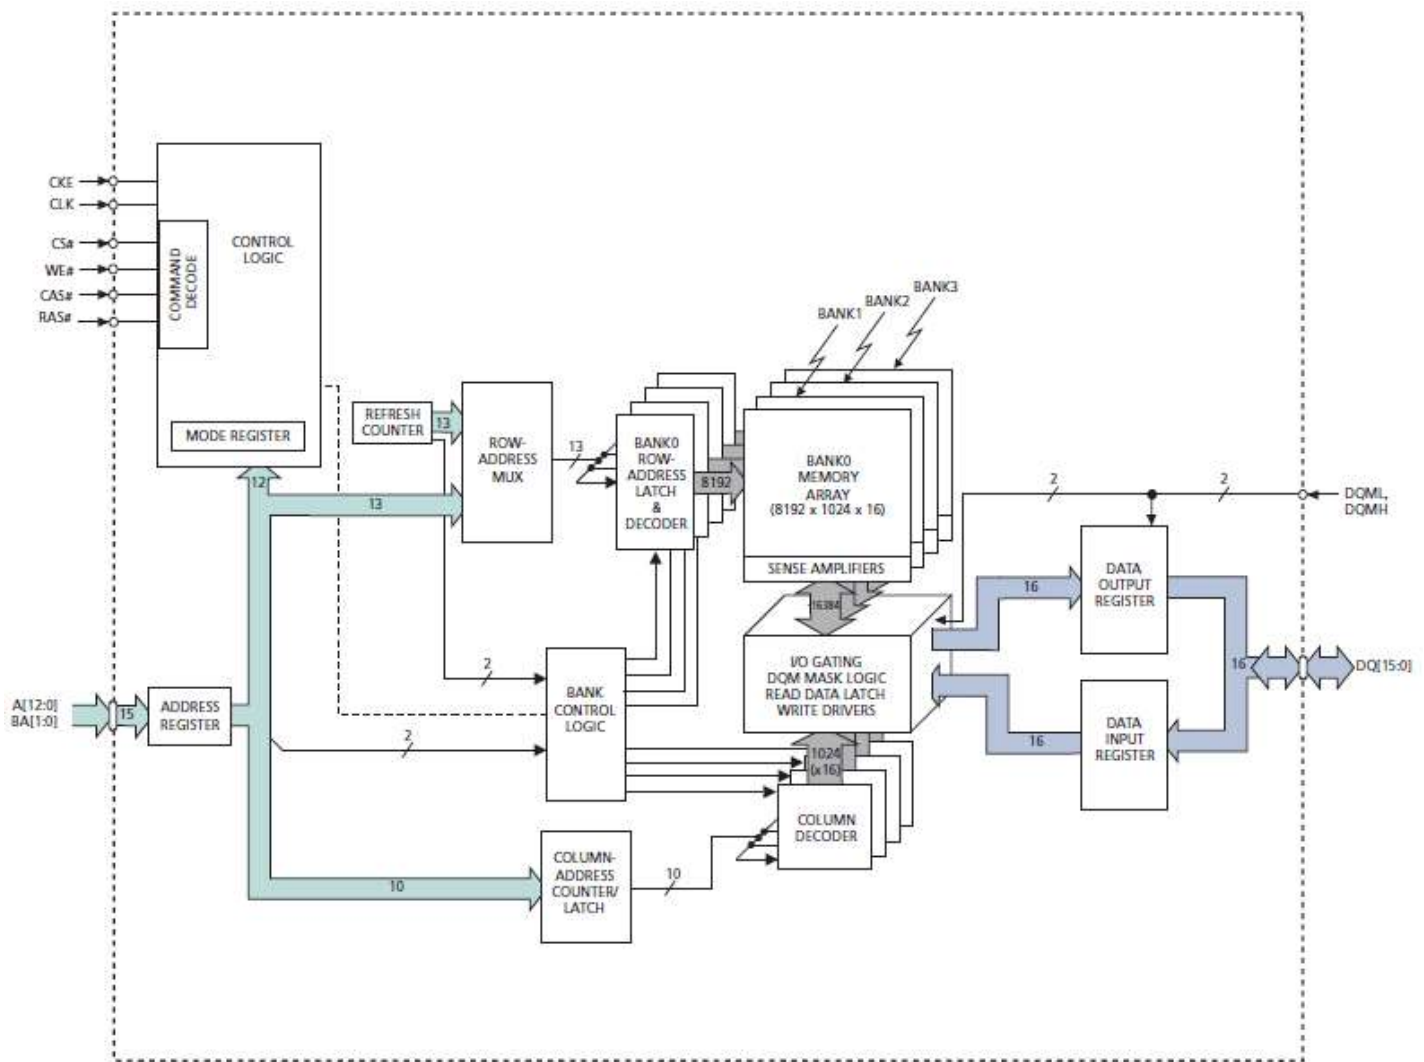 CKE
CLK
CS#
WE#
CAS#
RAS#
COMMAND
DECODE
CONTROL
LOGIC
MODE REGISTER
12
REFRESH
COUNTER
13
13
ROW-
ADDRESS
MUX
13
BANK0
ROW-
ADDRESS
LATCH
&
DECODER
8192
BANK1
BANK2
BANK3
BANK0
MEMORY
ARRAY
(8192 x 1024 x 16)
SENSE AMPLIFIERS
16384
I/O GATING
DQM MASK LOGIC
READ DATA LATCH
WRITE DRIVERS
2
2
DQML,
DQMH
16
DATA
OUTPUT
REGISTER
16
DQ[15:0]
16
DATA
INPUT
REGISTER
A[12:0]
BA[1:0]
15
ADDRESS
REGISTER
2
2
BANK
CONTROL
LOGIC
1024
(x16)
COLUMN
DECODER
10
COLUMN-
ADDRESS
COUNTER/
LATCH
10